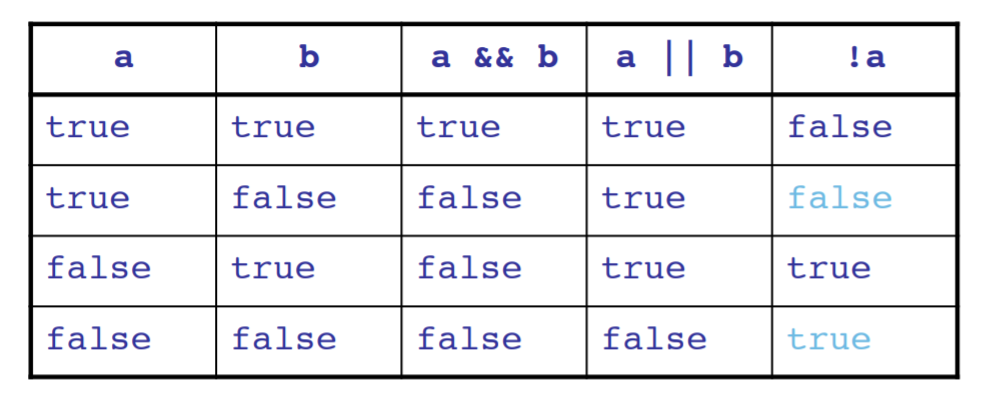 a b a && b a || b !a
true true true true false
true false false true false
false true false true true
false false false false true